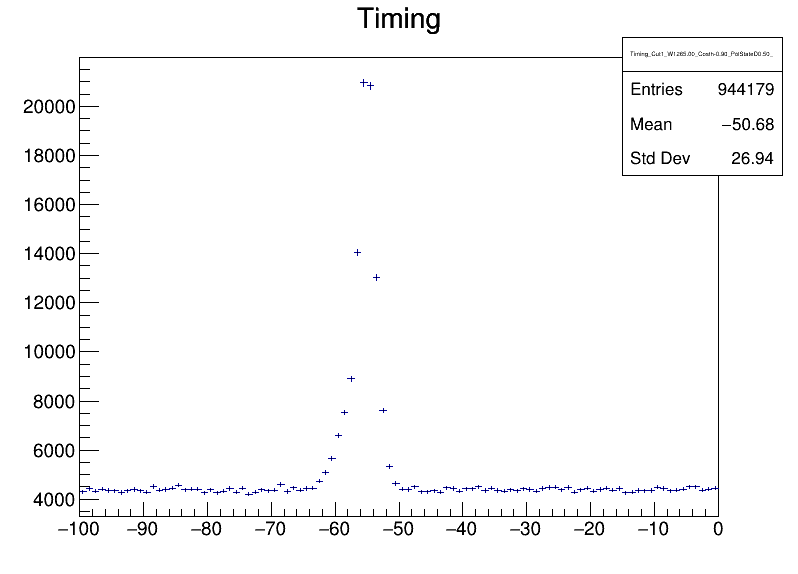 Timing
Timing_Cut1_W1265.00_Costh-0.90_PolStateD0.50_
Entries 944179
Mean −50.68
Std Dev 26.94
20000
18000
16000
14000
12000
10000
8000
6000
4000
−100 −90 −80 −70 −60 −50 −40 −30 −20 −10 0